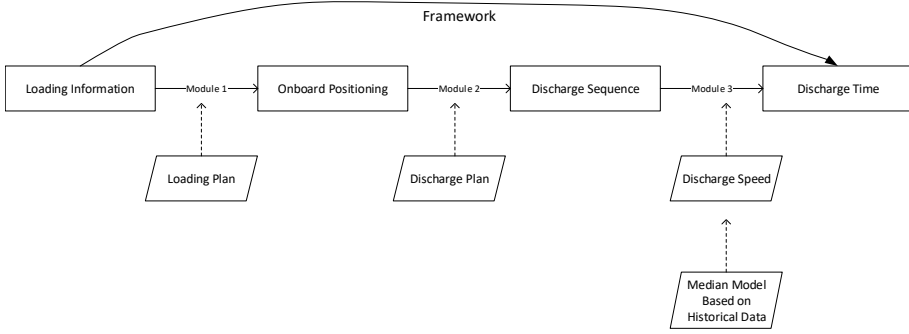 Framework
Loading Information
Module 1
Onboard Positioning
Module 2
Discharge Sequence
Module 3
Discharge Time
Loading Plan
Discharge Plan
Discharge Speed
Median Model
Based on
Historical Data